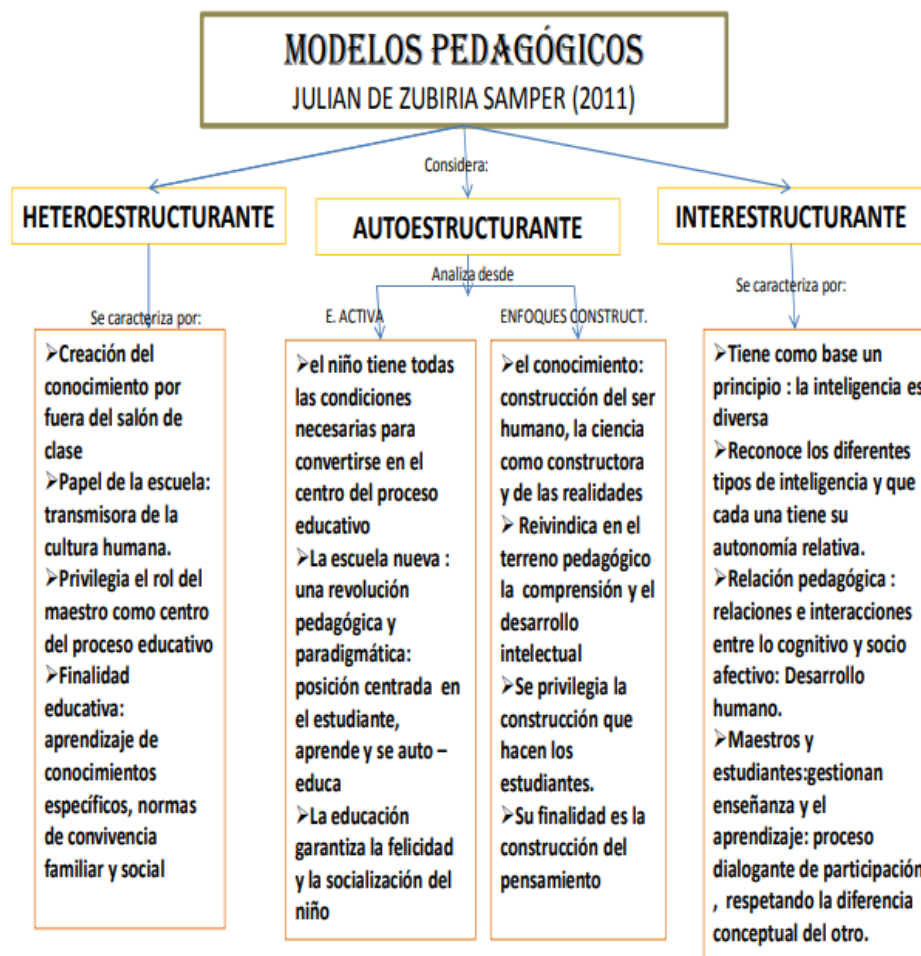 MODELOS PEDAGÓGICOS
JULIAN DE ZUBIRIA SAMPER (2011)
Considera:
HETEROESTRUCTURANTE
AUTOESTRUCTURANTE
INTERESTRUCTURANTE
Analiza desde
Se caracteriza por:
E. ACTIVA
ENFOQUES CONSTRUCT.
Se caracteriza por:
➢Creación del
conocimiento por
fuera del salón de
clase
➢Papel de la escuela:
transmisora de la
cultura humana.
➢Privilegia el rol del
maestro como centro
del proceso educativo
➢Finalidad
educativa:
aprendizaje de
conocimientos
específicos, normas
de convivencia
familiar y social
➢el niño tiene todas
las condiciones
necesarias para
convertirse en el
centro del proceso
educativo
➢La escuela nueva :
una revolución
pedagógica y
paradigmática:
posición centrada en
el estudiante,
aprende y se auto –
educa
➢La educación
garantiza la felicidad
y la socialización del
niño
➢el conocimiento:
construcción del ser
humano, la ciencia
como constructora
y de las realidades
➢ Reivindica en el
terreno pedagógico
la comprensión y el
desarrollo
intelectual
➢Se privilegia la
construcción que
hacen los
estudiantes.
➢Su finalidad es la
construcción del
pensamiento
➢Tiene como base un
principio : la inteligencia es
diversa
➢Reconoce los diferentes
tipos de inteligencia y que
cada una tiene su
autonomía relativa.
➢Relación pedagógica :
relaciones e interacciones
entre lo cognitivo y socio
afectivo: Desarrollo
humano.
➢Maestros y
estudiantes:gestionan
enseñanza y el
aprendizaje: proceso
dialogante de participación
, respetando la diferencia
conceptual del otro.